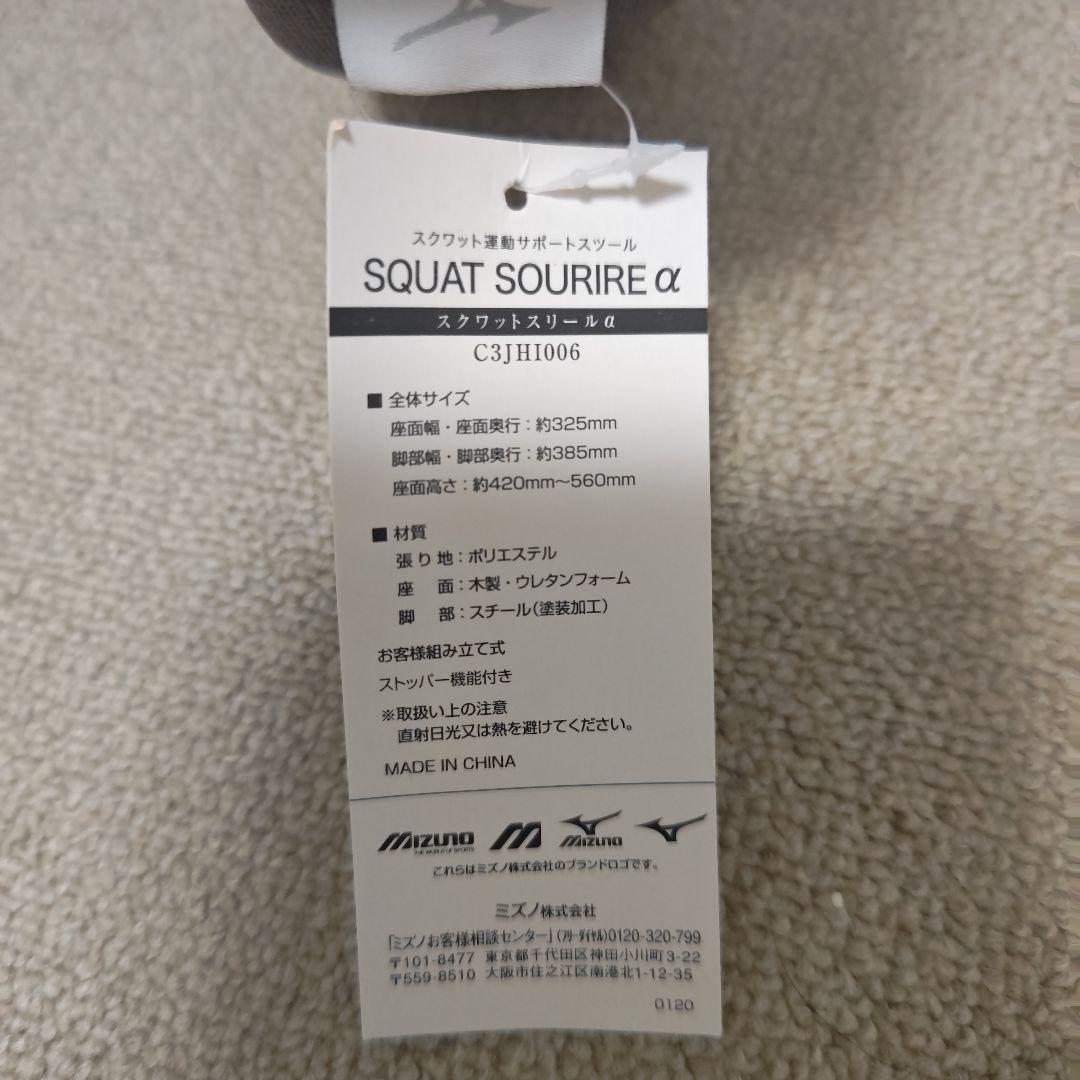 スクワット運動サポートスツール
SQUAT SOURIRE α
スクワットスリールα
C3JHI006
■ 全体サイズ
座面幅・座面奥行：約325mm
脚部幅・脚部奥行：約385mm
座面高さ：約420mm〜560mm
■ 材質
張り地：ポリエステル
座　面：木製・ウレタンフォーム
脚　部：スチール（塗装加工）
お客様組み立て式
ストッパー機能付き
※取扱い上の注意
直射日光又は熱を避けてください。
MADE IN CHINA
MIZUNO MIZUNO
THE WORLD OF SPORTS
これらはミズノ株式会社のブランドロゴです。
ミズノ株式会社
「ミズノお客様相談センター」（フリーダイヤル）0120-320-799
〒101-8477 東京都千代田区神田小川町3-22
〒559-8510 大阪市住之江区南港北1-12-35
0120